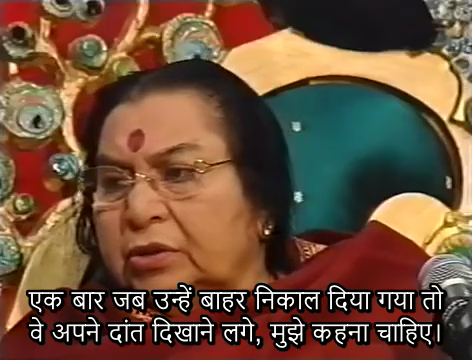 एक बार जब उन्हें बाहर निकाल दिया गया तो
वे अपने दांत दिखाने लगे, मुझे कहना चाहिए।